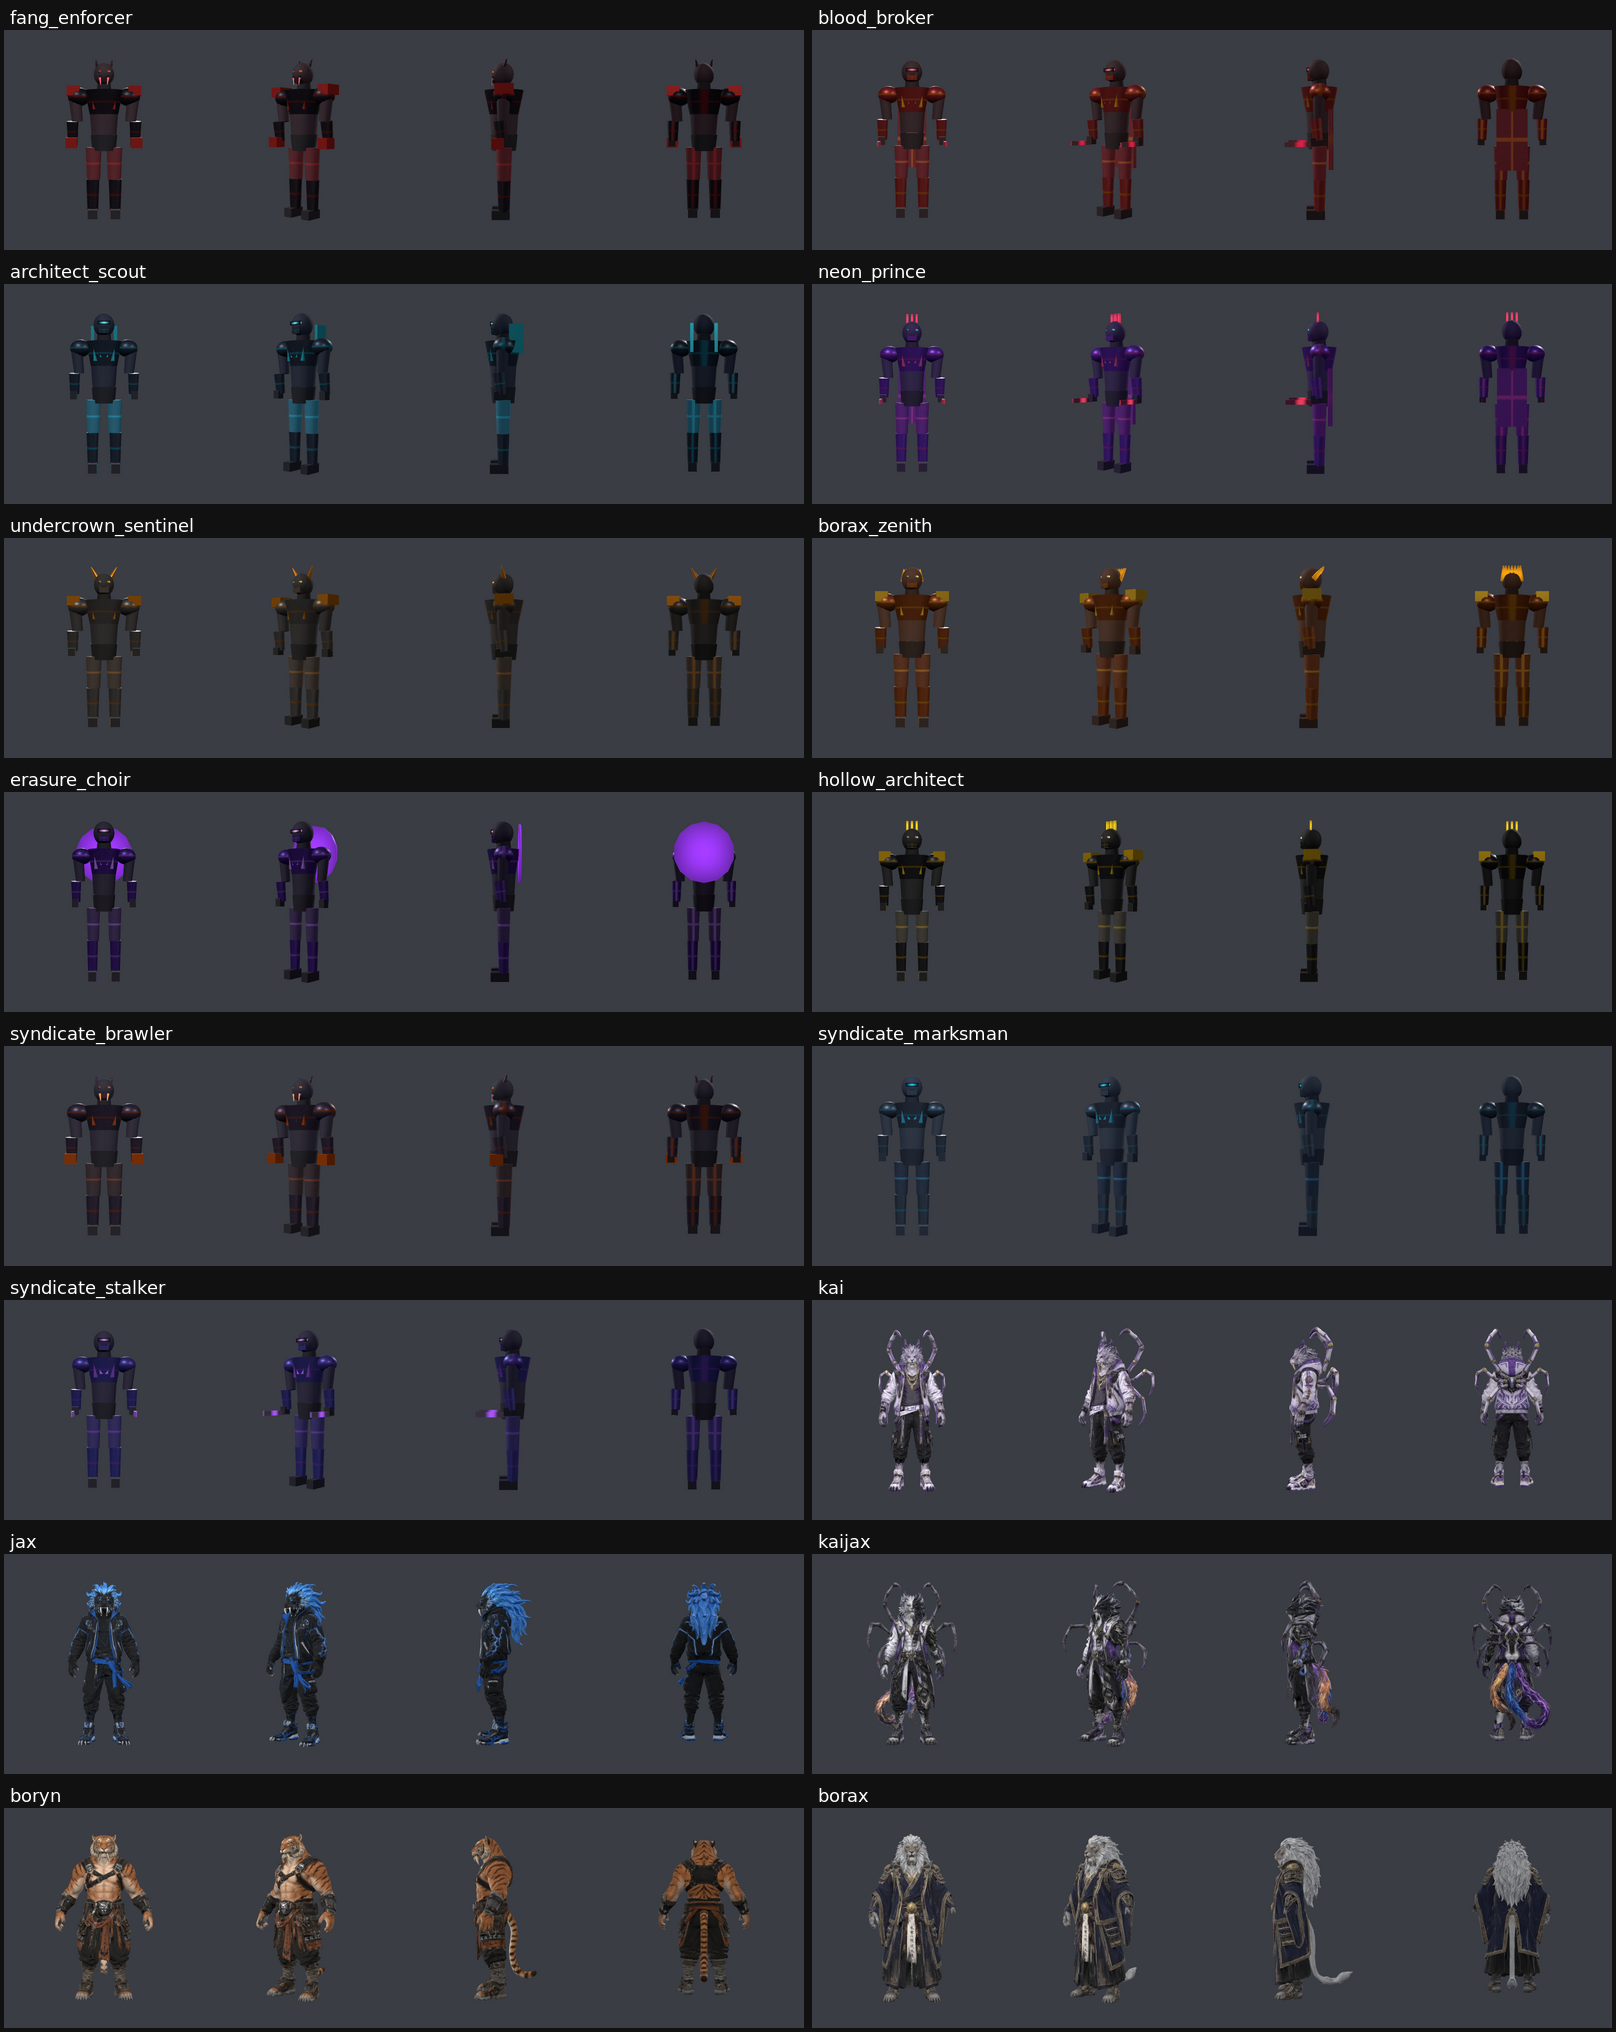 fang_enforcer
blood_broker
architect_scout
neon_prince
undercrown_sentinel
borax_zenith
erasure_choir
hollow_architect
syndicate_brawler
syndicate_marksman
syndicate_stalker
kai
jax
kaijax
boryn
borax